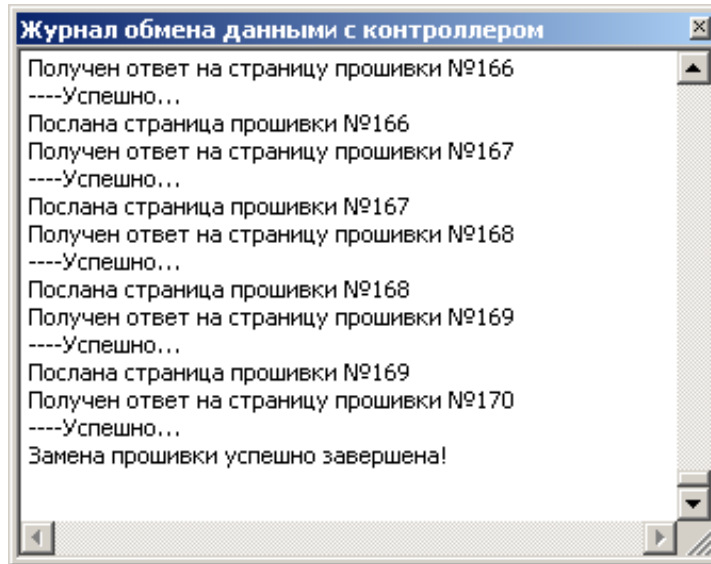 Журнал обмена данными с контроллером
Получен ответ на страницу прошивки №166
----Успешно...
Послана страница прошивки №166
Получен ответ на страницу прошивки №167
----Успешно...
Послана страница прошивки №167
Получен ответ на страницу прошивки №168
----Успешно...
Послана страница прошивки №168
Получен ответ на страницу прошивки №169
----Успешно...
Послана страница прошивки №169
Получен ответ на страницу прошивки №170
----Успешно...
Замена прошивки успешно завершена!